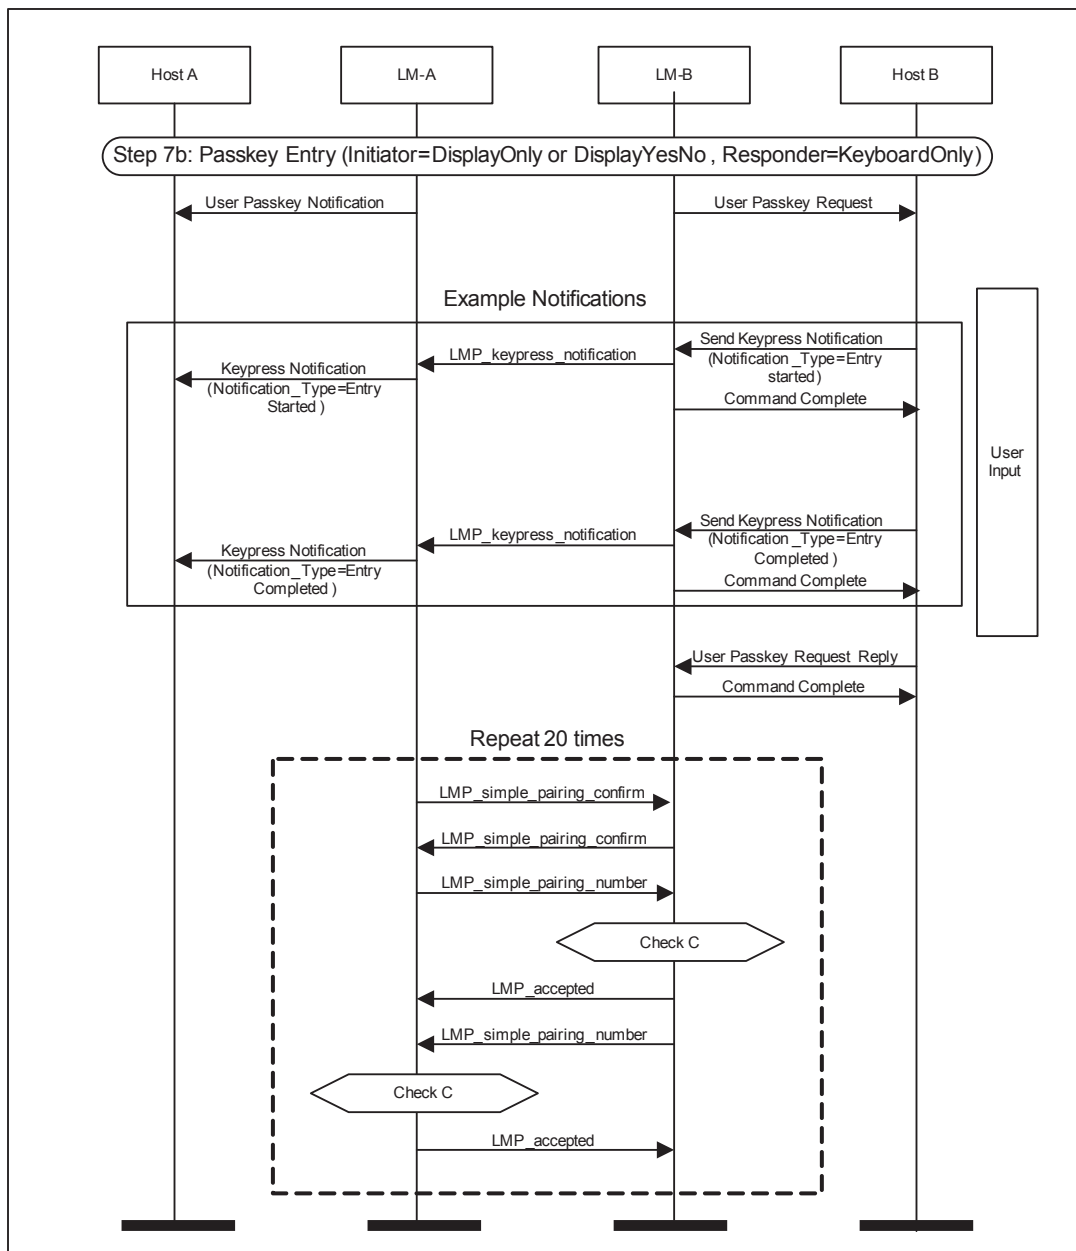 Host A
LM-A
LM-B
Host B
Step 7b: Passkey Entry (Initiator=DisplayOnly or DisplayYesNo , Responder=KeyboardOnly)
User Passkey Notification
User Passkey Request
Example Notifications
Send Keypress Notification
(Notification_Type=Entry
started)
LMP_keypress_notification
Keypress Notification
(Notification_Type=Entry
Started )
Command Complete
User
Input
Send Keypress Notification
(Notification_Type=Entry
Completed )
LMP_keypress_notification
Keypress Notification
(Notification_Type=Entry
Completed )
Command Complete
User Passkey Request Reply
Command Complete
Repeat 20 times
LMP_simple_pairing_confirm
LMP_simple_pairing_confirm
LMP_simple_pairing_number
Check C
LMP_accepted
LMP_simple_pairing_number
Check C
LMP_accepted